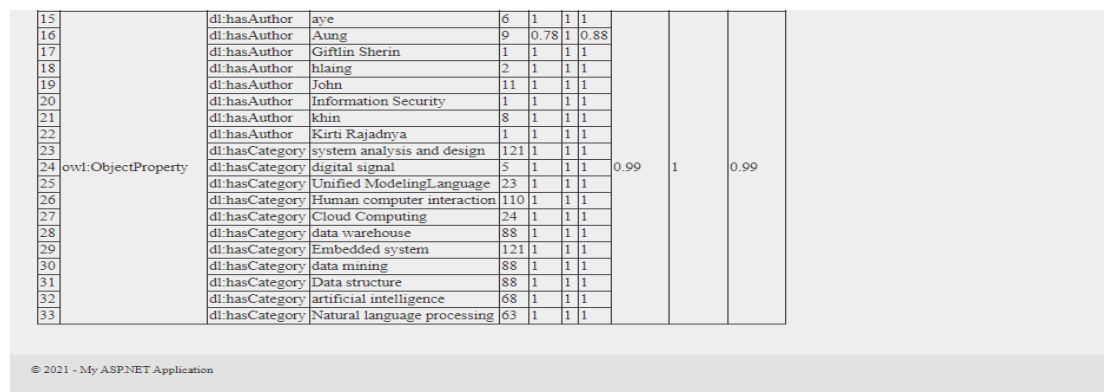 15 dl:hasAuthor aye 6 1 1 1
16 dl:hasAuthor Aung 9 0.78 1 0.88
17 dl:hasAuthor Giftlin Sherin 1 1 1 1
18 dl:hasAuthor hlaing 2 1 1 1
19 dl:hasAuthor John 11 1 1 1
20 dl:hasAuthor Information Security 1 1 1 1
21 dl:hasAuthor khin 8 1 1 1
22 dl:hasAuthor Kirti Rajadnya 1 1 1 1
23 dl:hasCategory system analysis and design 121 1 1 1
24 owl:ObjectProperty dl:hasCategory digital signal 5 1 1 1 0.99 1 0.99
25 dl:hasCategory Unified ModelingLanguage 23 1 1 1
26 dl:hasCategory Human computer interaction 110 1 1 1
27 dl:hasCategory Cloud Computing 24 1 1 1
28 dl:hasCategory data warehouse 88 1 1 1
29 dl:hasCategory Embedded system 121 1 1 1
30 dl:hasCategory data mining 88 1 1 1
31 dl:hasCategory Data structure 88 1 1 1
32 dl:hasCategory artificial intelligence 68 1 1 1
33 dl:hasCategory Natural language processing 63 1 1 1
© 2021 - My ASP.NET Application